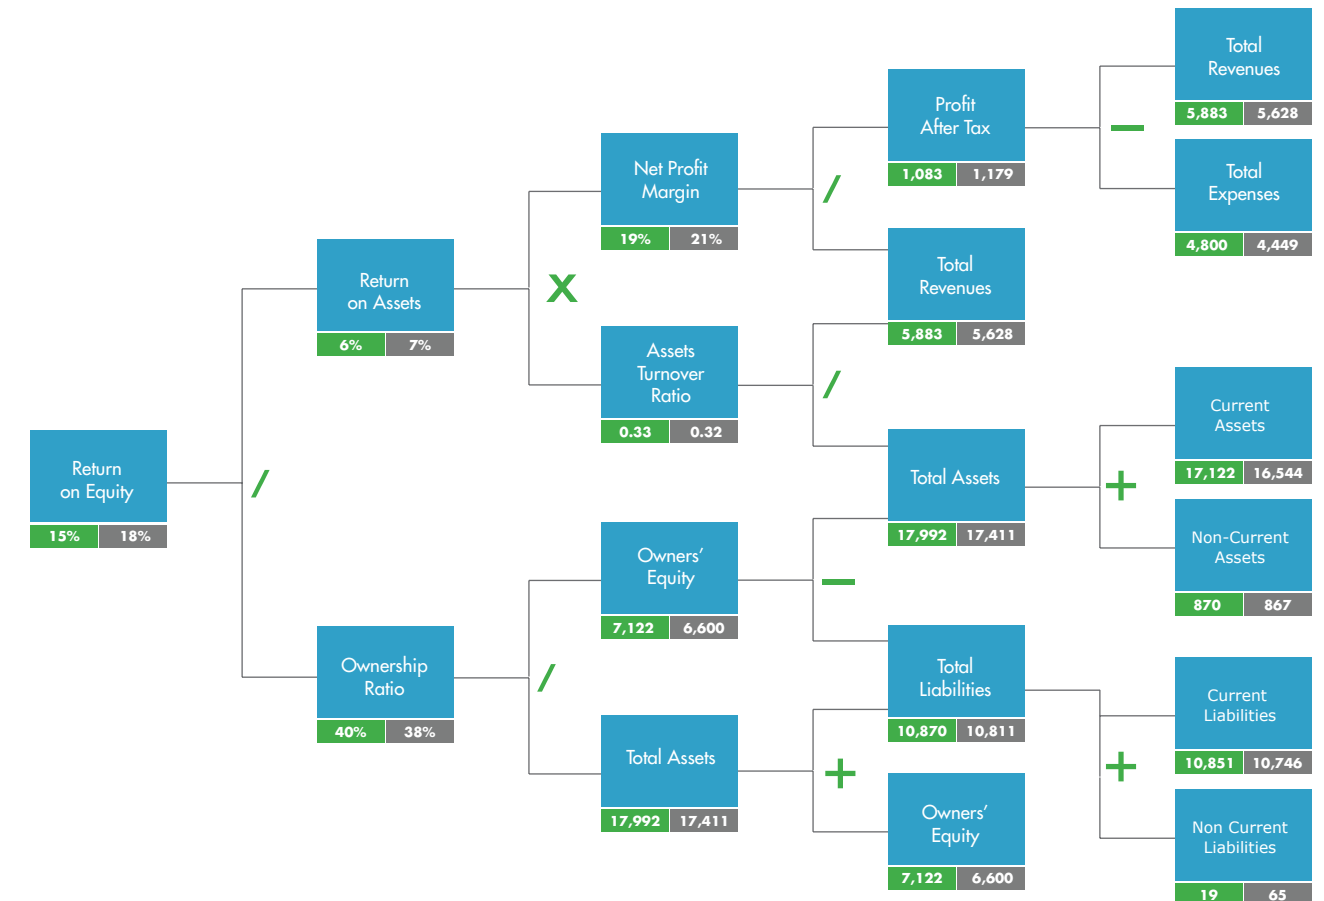 Total
Revenues
5,883 5,628
Profit
After Tax
1,083 1,179
–
Total
Expenses
4,800 4,449
Net Profit
Margin
19% 21%
/
Total
Revenues
5,883 5,628
Return
on Assets
6% 7%
X
Assets
Turnover
Ratio
0.33 0.32
/
Current
Assets
17,122 16,544
Total Assets
17,992 17,411
+
Non-Current
Assets
870 867
Return
on Equity
15% 18%
/
Owners’
Equity
7,122 6,600
–
Ownership
Ratio
40% 38%
/
Total
Liabilities
10,870 10,811
Current
Liabilities
10,851 10,746
+
Total Assets
17,992 17,411
+
Owners’
Equity
7,122 6,600
Non Current
Liabilities
19 65